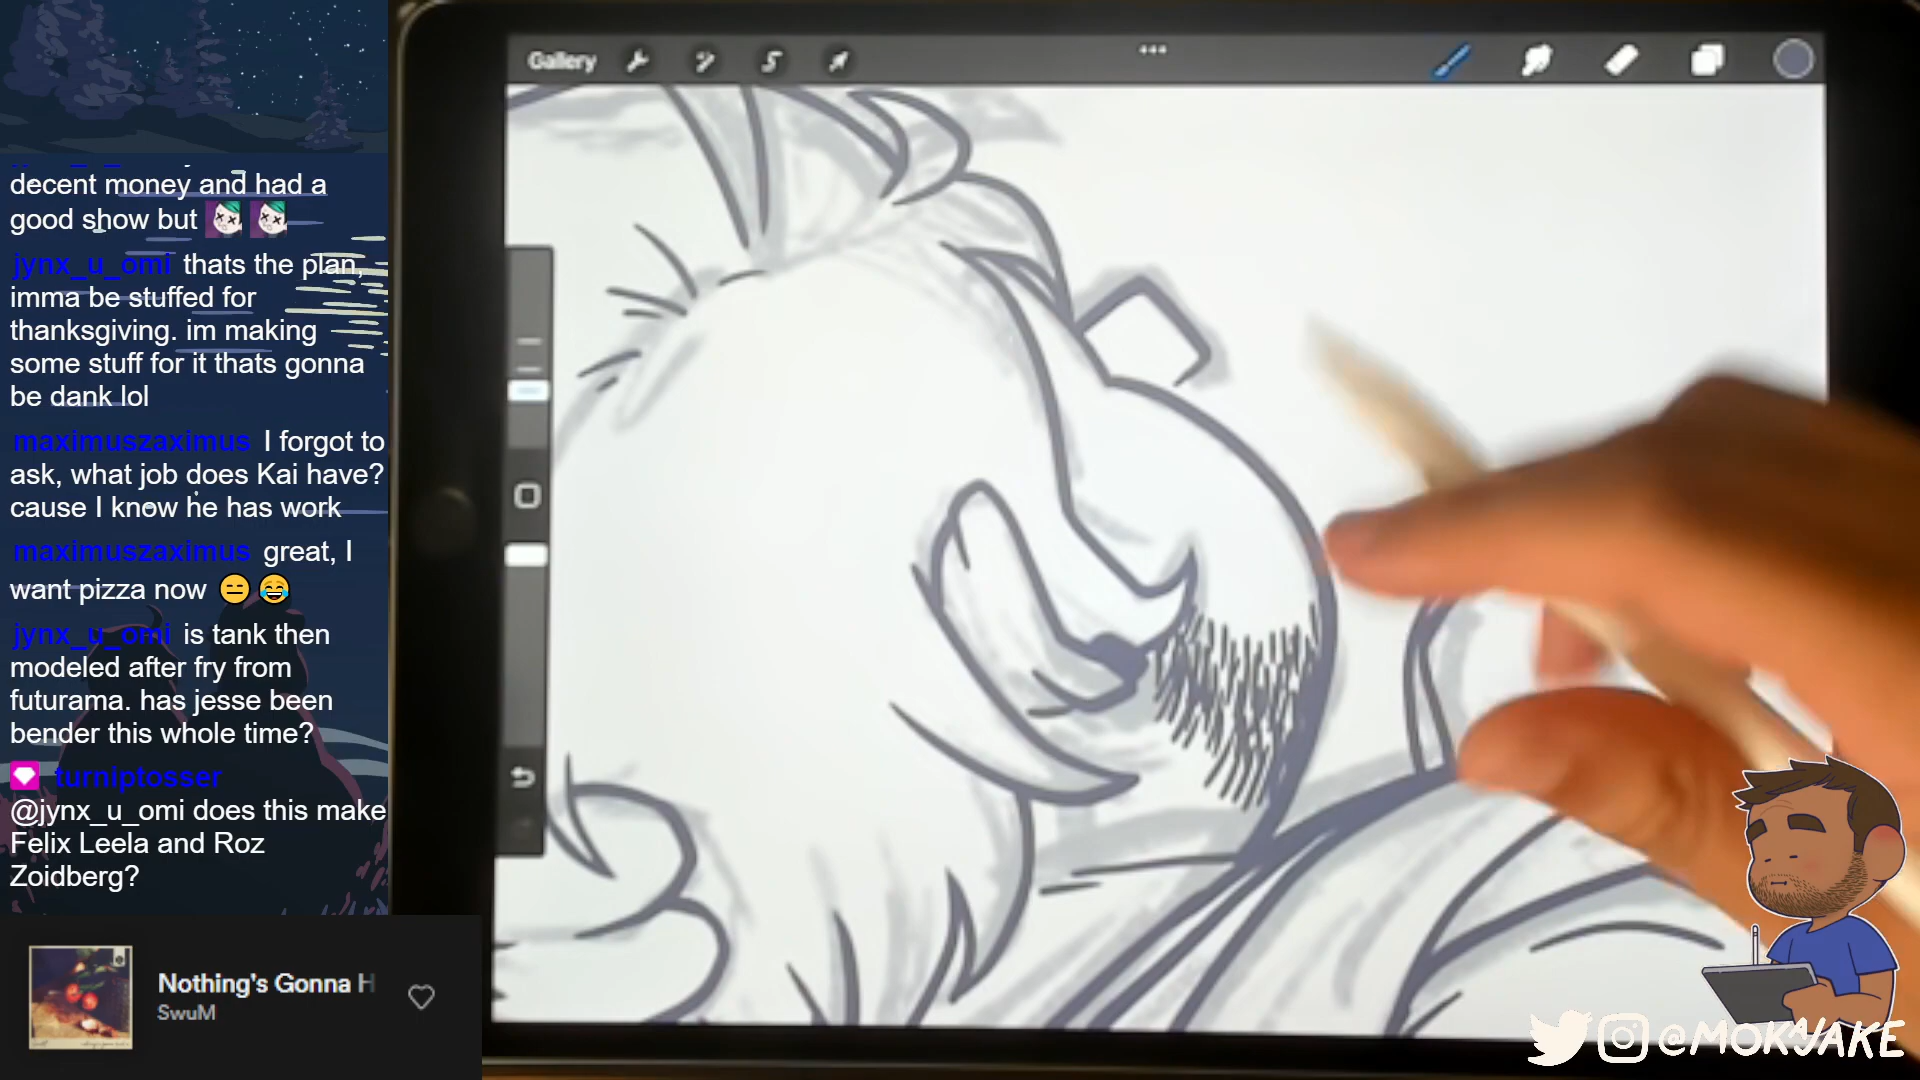 Gallery
decent money and had a
good show but
jynx_u_omi thats the plan,
imma be stuffed for
thanksgiving. im making
some stuff for it thats gonna
be dank lol
maximuszaximus I forgot to
ask, what job does Kai have?
cause I know he has work
maximuszaximus great, I
want pizza now
jynx_u_omi is tank then
modeled after fry from
futurama. has jesse been
bender this whole time?
turniptosser
@jynx_u_omi does this make
Felix Leela and Roz
Zoidberg?
Nothing's Gonna H
SwuM
@MOKAJAKE